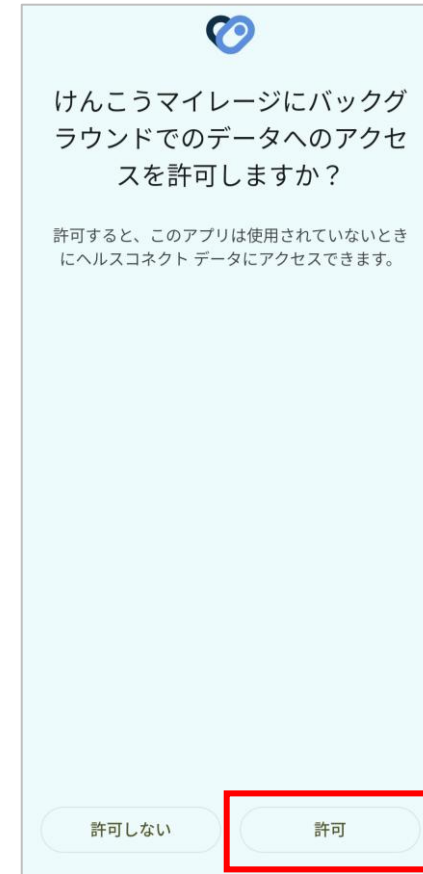 けんこうマイレージにバックグ
ラウンドでのデータへのアクセ
スを許可しますか？
許可すると、このアプリは使用されていないとき
にヘルスコネクト データにアクセスできます。
許可しない
許可